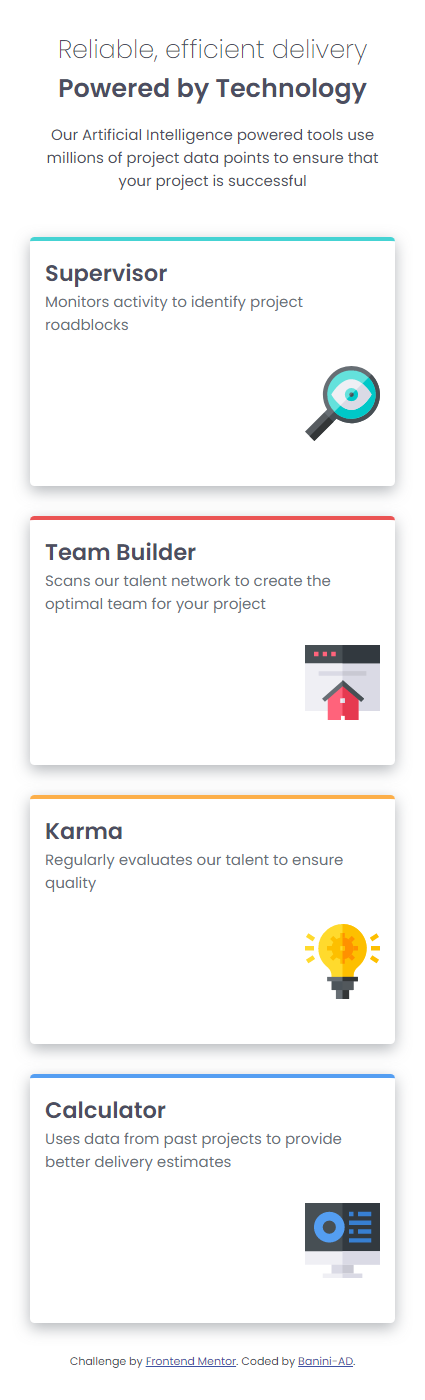 Reliable, efficient delivery
Powered by Technology
Our Artificial Intelligence powered tools use
millions of project data points to ensure that
your project is successful
Supervisor
Monitors activity to identify project
roadblocks
Team Builder
Scans our talent network to create the
optimal team for your project
Karma
Regularly evaluates our talent to ensure
quality
Calculator
Uses data from past projects to provide
better delivery estimates
Challenge by Frontend Mentor. Coded by Banini-AD.